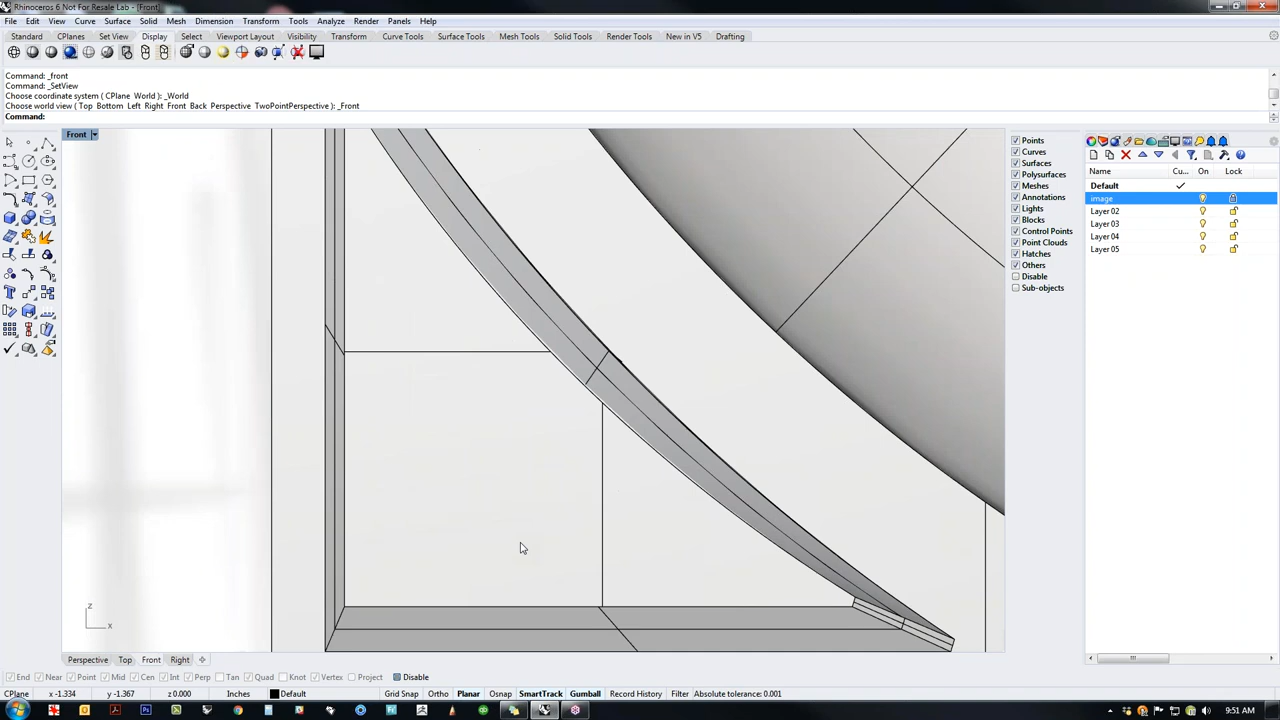 Rhinoceros 6 Not For Resale Lab - [Front]
File Edit View Curve Surface Solid Mesh Dimension Transform Tools Analyze Render Panels Help
Standard CPlanes Set View Display Select Viewport Layout Visibility Transform Curve Tools Surface Tools Mesh Tools Solid Tools Render Tools New in V5 Drafting
Command: _front
Command: _SetView
Choose coordinate system ( CPlane World ): _World
Choose world view ( Top Bottom Left Right Front Back Perspective TwoPointPerspective ): _Front
Command:
Front
Points
Curves
Surfaces
Polysurfaces
Meshes
Annotations
Lights
Blocks
Control Points
Point Clouds
Hatches
Others
Disable
Sub-objects
Name Cu... On Lock
Default
image
Layer 02
Layer 03
Layer 04
Layer 05
z
x
Perspective Top Front Right
End Near Point Mid Cen Int Perp Tan Quad Knot Vertex Project Disable
CPlane x -1.334 y -1.367 z 0.000 Inches Default Grid Snap Ortho Planar Osnap SmartTrack Gumball Record History Filter Absolute tolerance: 0.001
9:51 AM